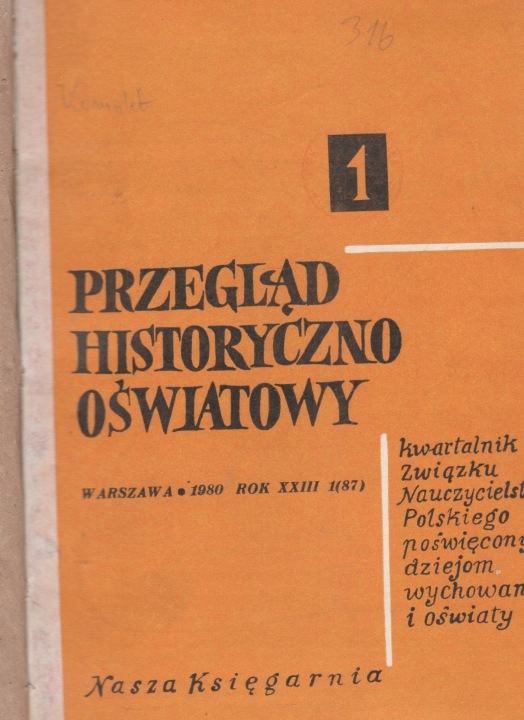 316
Komplet
1
PRZEGLĄD
HISTORYCZNO
OŚWIATOWY
WARSZAWA • 1980 ROK XXIII 1(87)
kwartalnik
Związku
Nauczycielst
Polskiego
poświęcony
dziejom
wychowan
i oświaty
Nasza Księgarnia